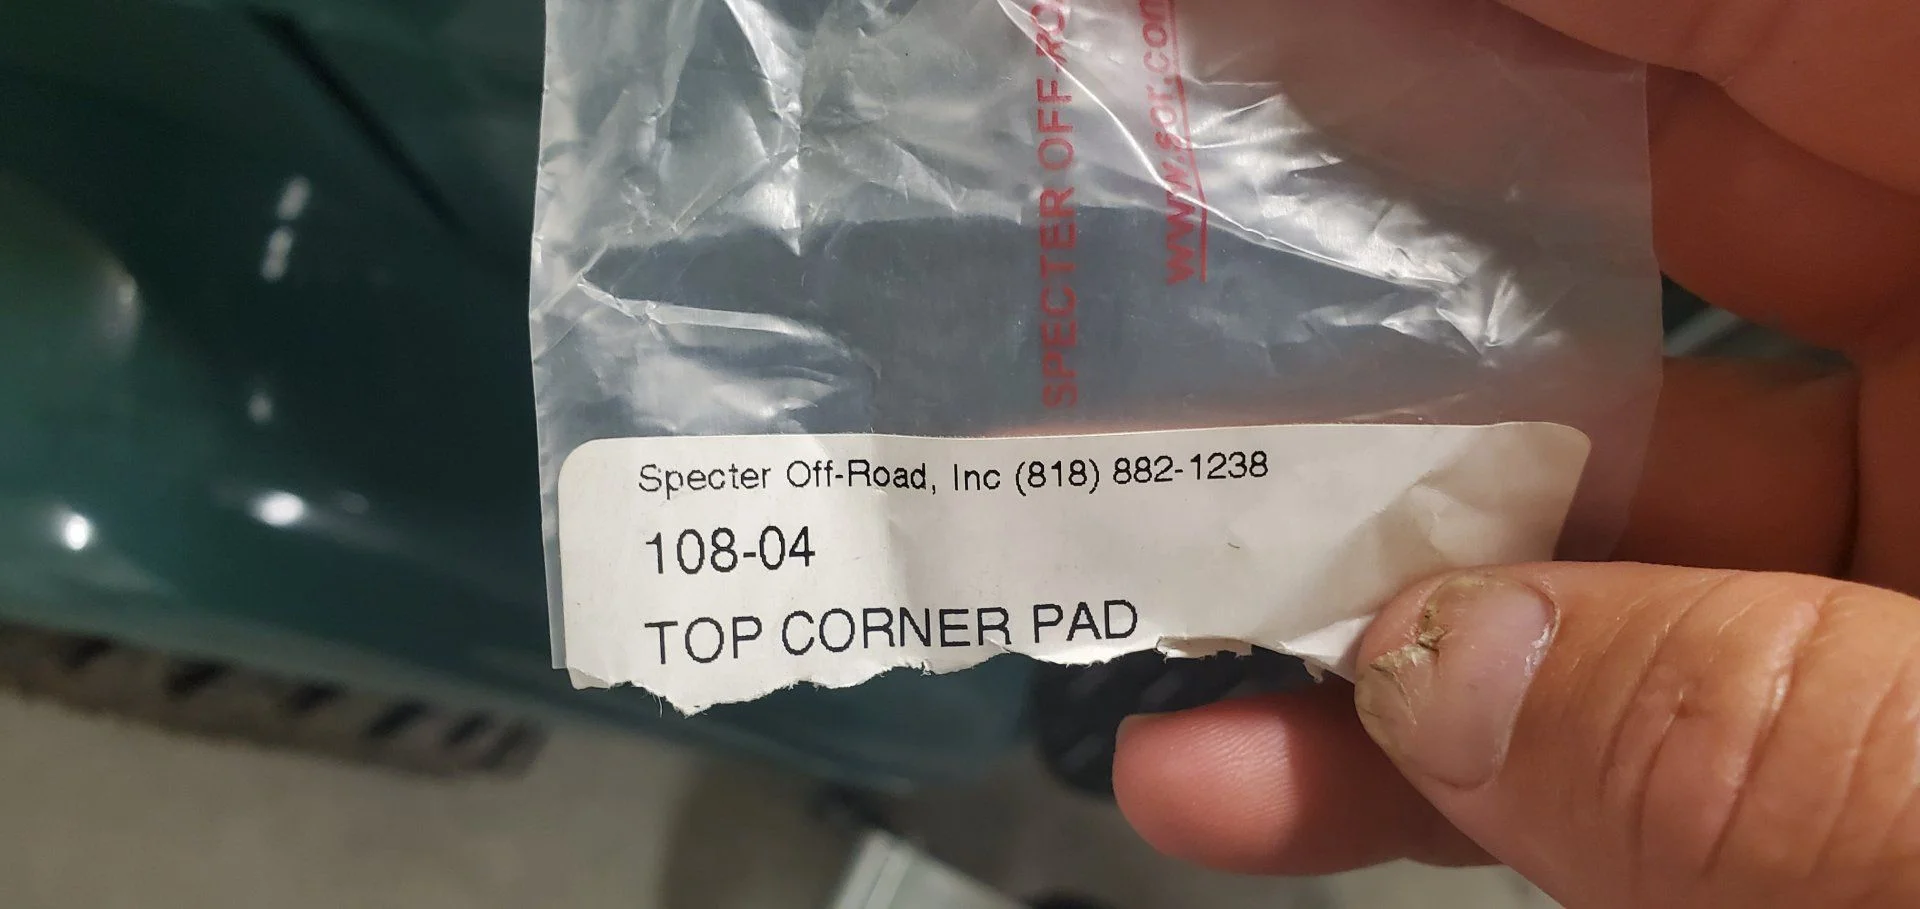 SPECTER OFF-RO
www.sor.com
Specter Off-Road, Inc (818) 882-1238
108-04
TOP CORNER PAD